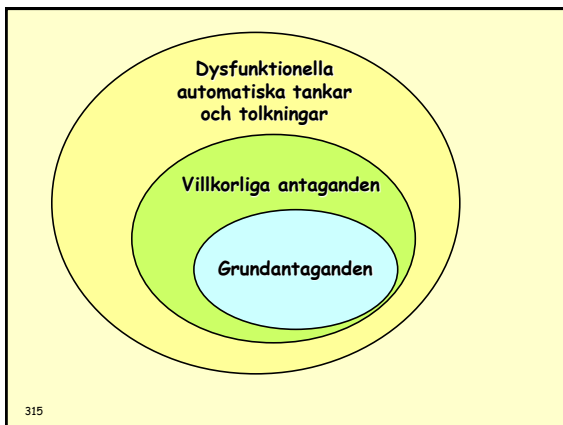 Dysfunktionella
automatiska tankar
och tolkningar
Villkorliga antaganden
Grundantaganden
315